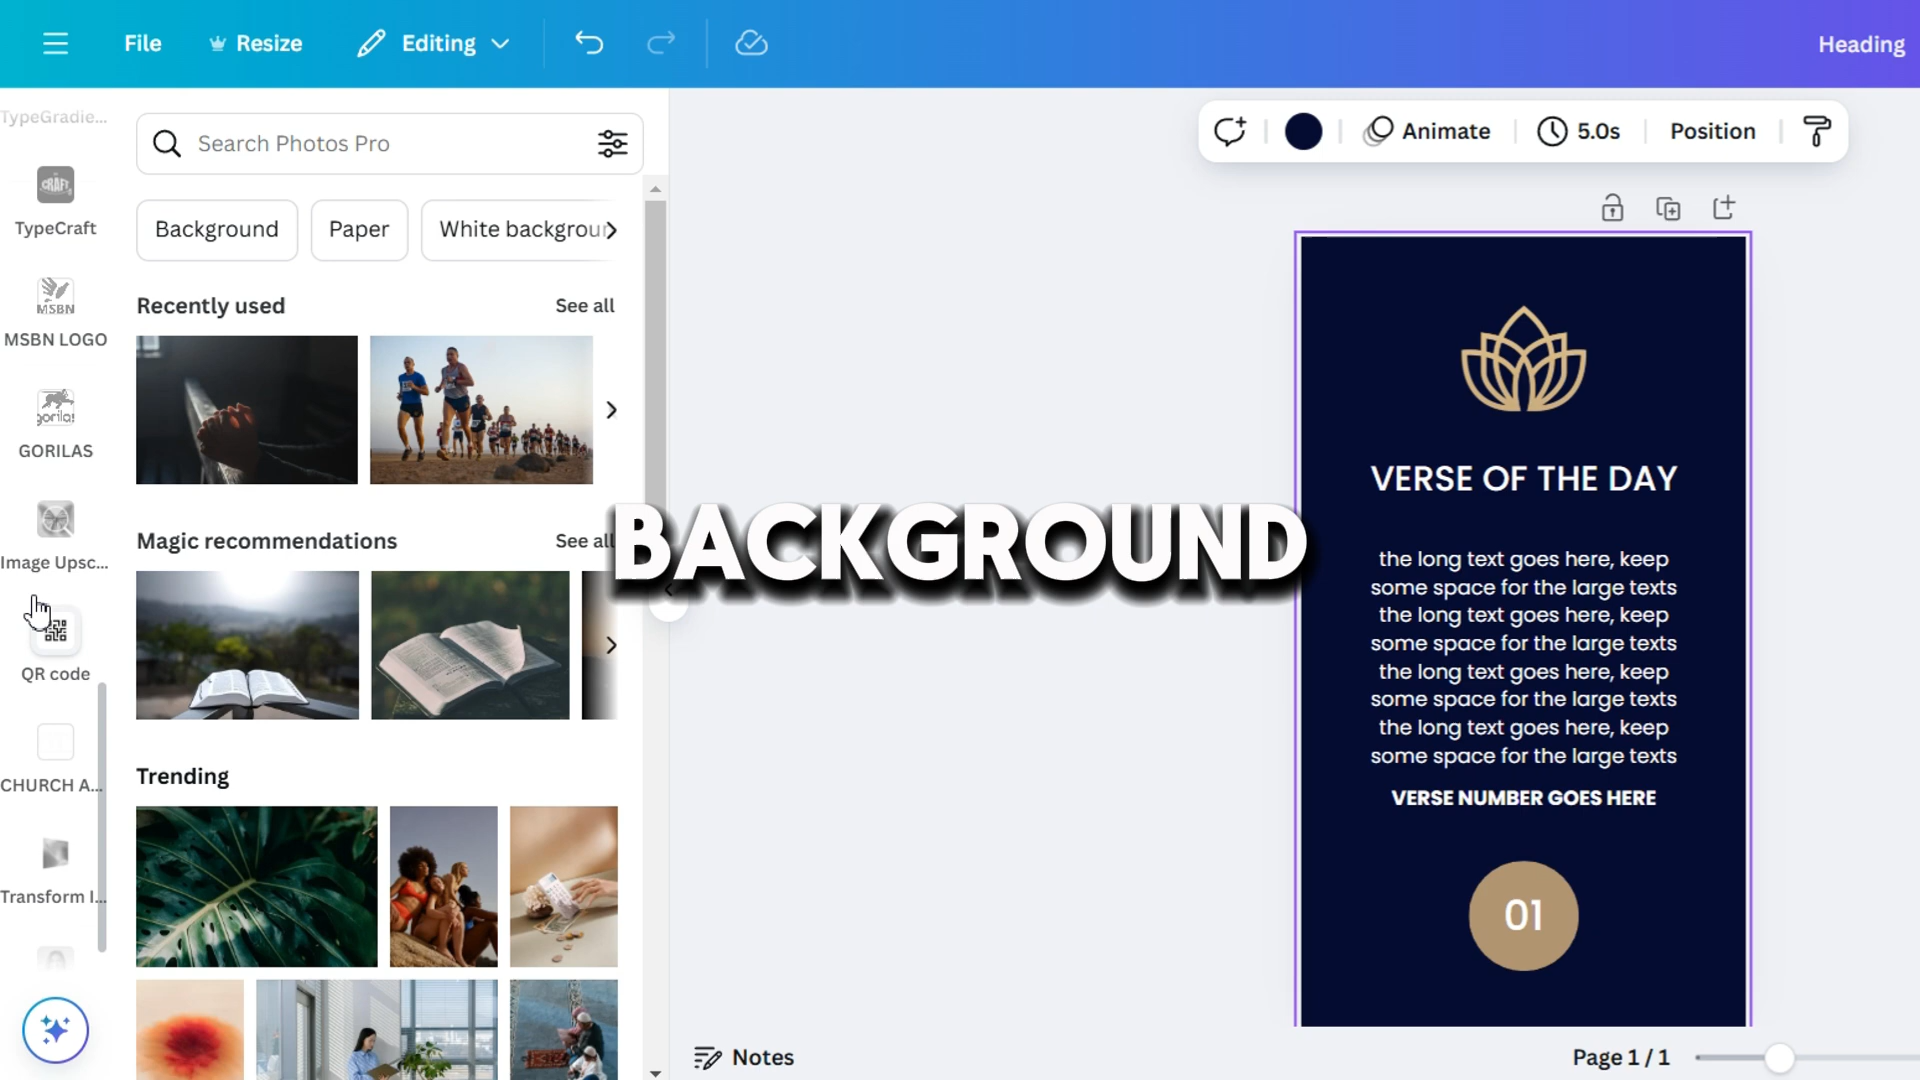 File
Resize
Editing
Heading
TypeGradie...
Search Photos Pro
Animate
5.0s
Position
CRAFT
TypeCraft
Background
Paper
White backgrou
MSBN
MSBN LOGO
Recently used
See all
gorilas
GORILAS
VERSE OF THE DAY
Image Upsc...
Magic recommendations
See all
BACKGROUND
the long text goes here, keep
some space for the large texts
the long text goes here, keep
some space for the large texts
the long text goes here, keep
some space for the large texts
the long text goes here, keep
some space for the large texts
QR code
VERSE NUMBER GOES HERE
CHURCH A...
Trending
Transform I...
01
Notes
Page 1 / 1